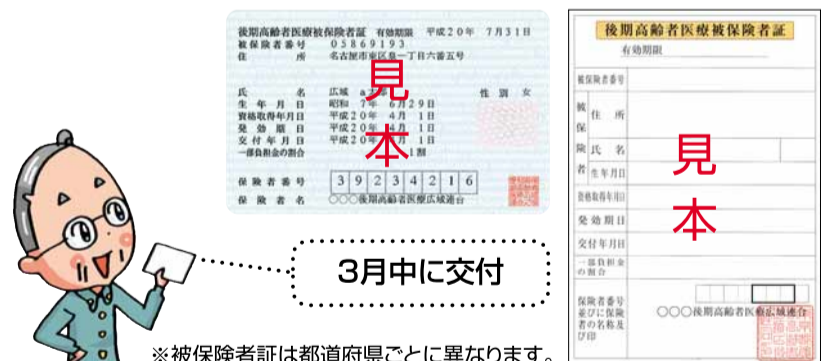 後期高齢者医療被保険者証 有効期限 平成20年 7月31日
被保険者番号 05869193
住所 名古屋市東区泉一丁目六番五号
氏名 広域
性別 女
生年月日 昭和 7年 6月29日
資格取得年月日 平成20年 4月 1日
発効期日 平成20年 4月 1日
交付年月日 平成20年 月 1日
一部負担金の割合 1割
保険者番号 39234216
保険者名 〇〇〇後期高齢者医療広域連合
見本
後期高齢者医療被保険者証
有効期限
被保険者番号
被保険者
住所
氏名
生年月日
資格取得年月日
発効期日
交付年月日
一部負担金
の割合
保険者番号
並びに保険
者の名称及
び印
〇〇〇後期高齢者医療広域連合
見本
3月中に交付
※被保険者証は都道府県ごとに異なります。